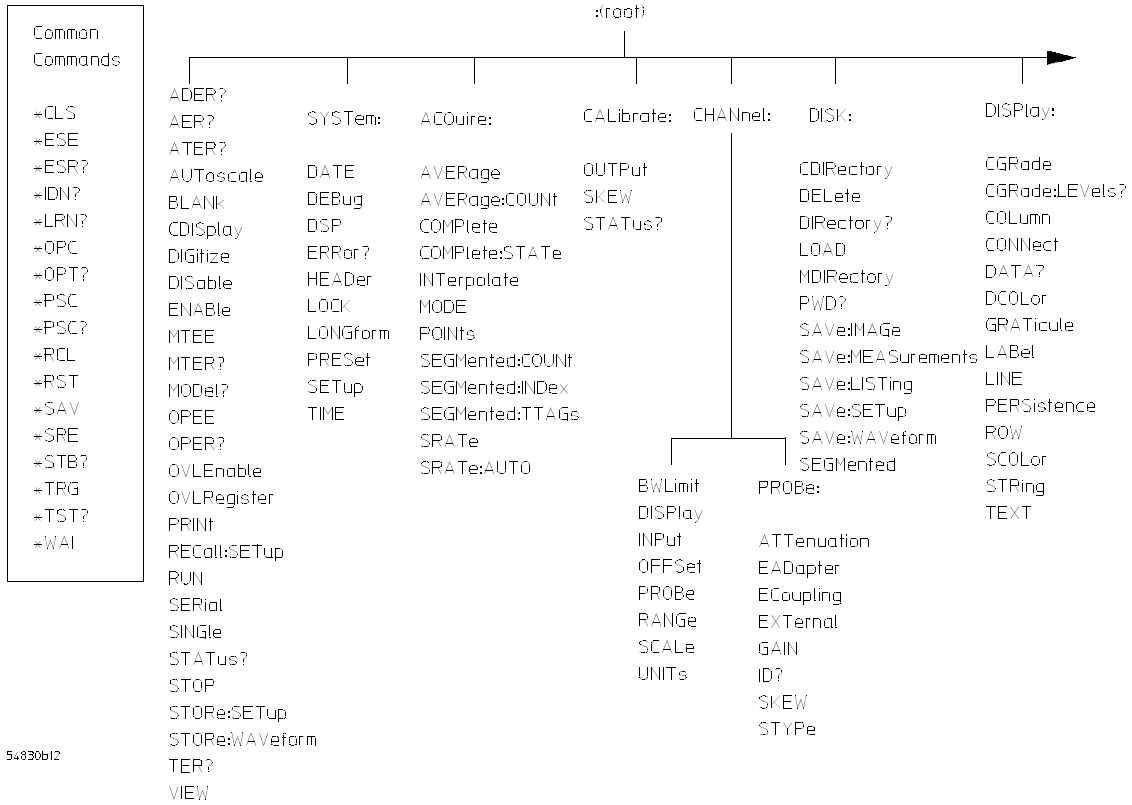 :(root)
Common
Commands
*CLS
*ESE
*ESR?
*IDN?
*LRN?
*OPC
*OPT?
*PSC
*PSC?
*RCL
*RST
*SAV
*SRE
*STB?
*TRG
*TST?
*WAI
ADER?
AER?
ATER?
AUToscale
BLANk
CDISplay
DIGitize
DISable
ENABle
MTEE
MTER?
MODel?
OPEE
OPER?
OVLEnable
OVLRegister
PRINt
RECall:SETup
RUN
SERial
SINGle
STATus?
STOP
STORe:SETup
STORe:WAVeform
TER?
VIEW
SYSTem:
DATE
DEBug
DSP
ERRor?
HEADer
LOCK
LONGform
PRESet
SETup
TIME
ACQuire:
AVERage
AVERage:COUNt
COMPlete
COMPlete:STATe
INTerpolate
MODE
POINts
SEGMented:COUNt
SEGMented:INDex
SEGMented:TTAGs
SRATe
SRATe:AUTO
CALibrate:
OUTPut
SKEW
STATus?
CHANnel:
BWLimit
DISPlay
INPut
OFFSet
PROBe
RANGe
SCALe
UNITs
PROBe:
ATTenuation
EADapter
ECoupling
EXTernal
GAIN
ID?
SKEW
STYPe
DISK:
CDIRectory
DELete
DIRectory?
LOAD
MDIRectory
PWD?
SAVe:IMAGe
SAVe:MEASurements
SAVe:LISTing
SAVe:SETup
SAVe:WAVeform
SEGMented
DISPlay:
CGRade
CGRade:LEVels?
COLumn
CONNect
DATA?
DCOLor
GRATicule
LABel
LINE
PERSistence
ROW
SCOLor
STRing
TEXT
54830b12